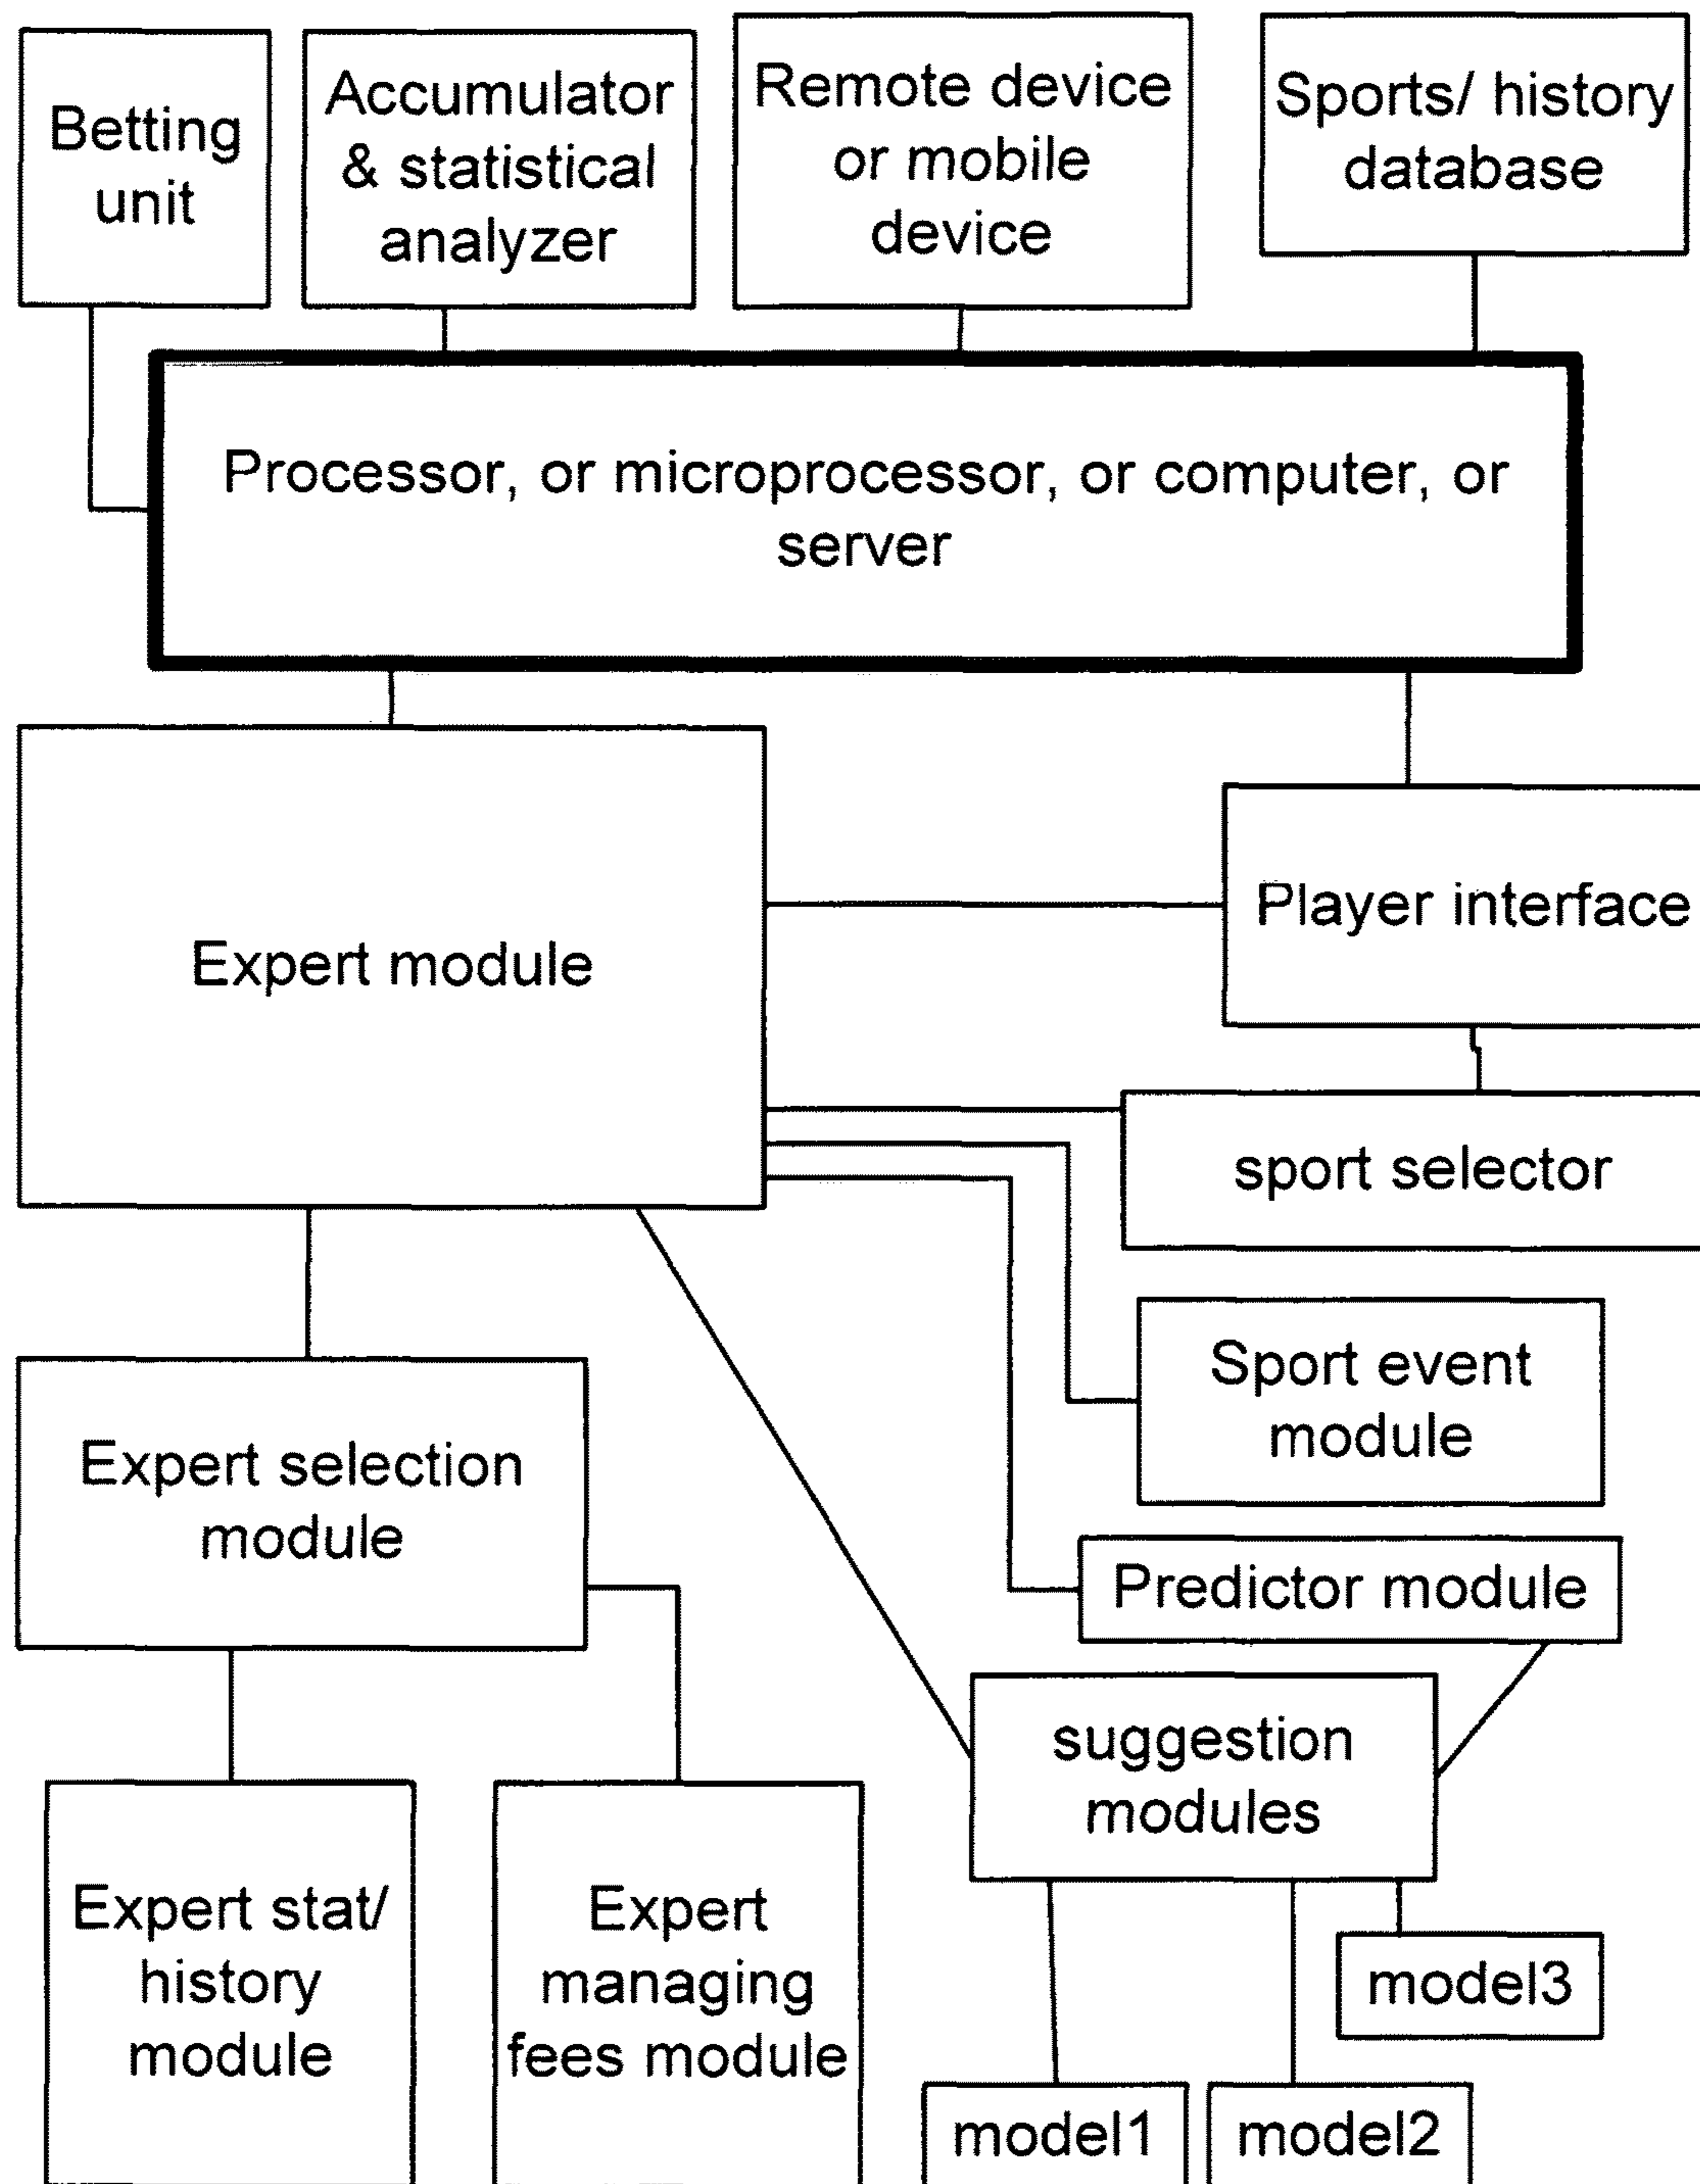 Betting
unit
Accumulator
& statistical
analyzer
Remote device
or mobile
device
Sports/ history
database
Processor, or microprocessor, or computer, or
server
Expert module
Player interface
sport selector
Sport event
module
Expert selection
module
Predictor module
suggestion
modules
Expert stat/
history
module
Expert
managing
fees module
model3
model1
model2